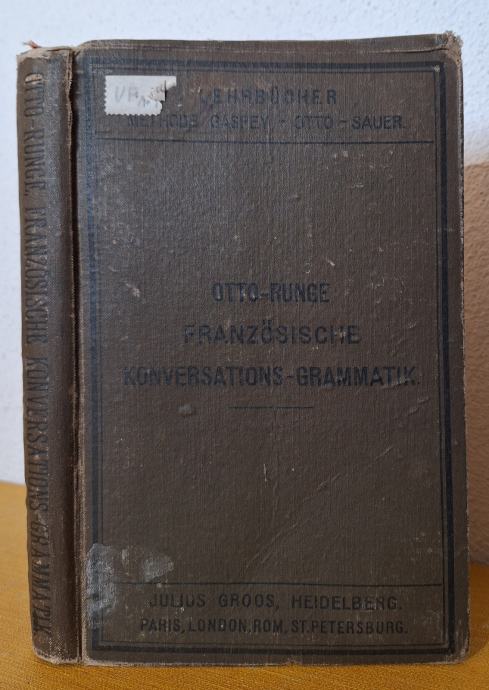 LEHRBÜCHER
METHODE GASPEY-OTTO-SAUER.
OTTO-RUNGE
FRANZÖSISCHE
KONVERSATIONS-GRAMMATIK.
JULIUS GROOS, HEIDELBERG.
PARIS, LONDON, ROM, ST. PETERSBURG.
OTTO-RUNGE, FRANZÖSISCHE KONVERSATIONS-GRAMMATIK